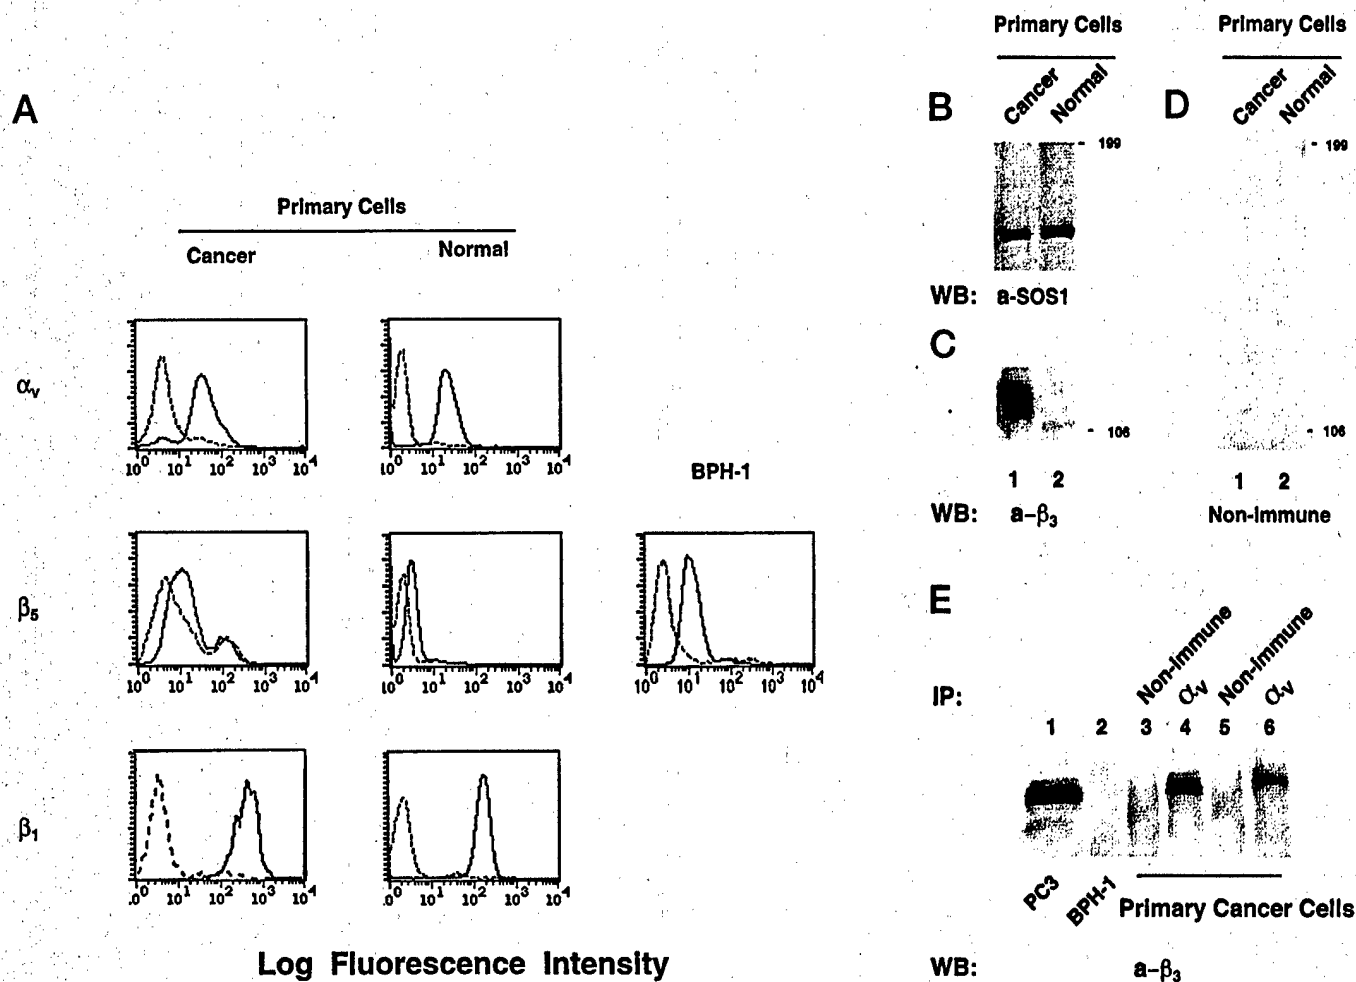 A
Primary Cells
Cancer
Normal
αv
10⁰ 10¹ 10² 10³ 10⁴
10⁰ 10¹ 10² 10³ 10⁴
BPH-1
β5
10⁰ 10¹ 10² 10³ 10⁴
10⁰ 10¹ 10² 10³ 10⁴
10⁰ 10¹ 10² 10³ 10⁴
β1
10⁰ 10¹ 10² 10³ 10⁴
10⁰ 10¹ 10² 10³ 10⁴
Log Fluorescence Intensity
Primary Cells
B
Cancer
Normal
- 199
WB: a-SOS1
C
- 106
1 2
WB: a-β3
Primary Cells
D
Cancer
Normal
- 199
- 106
1 2
Non-immune
E
IP:
Non-immune
αv
Non-immune
αv
1 2 3 4 5 6
PC3
BPH-1
Primary Cancer Cells
WB: a-β3